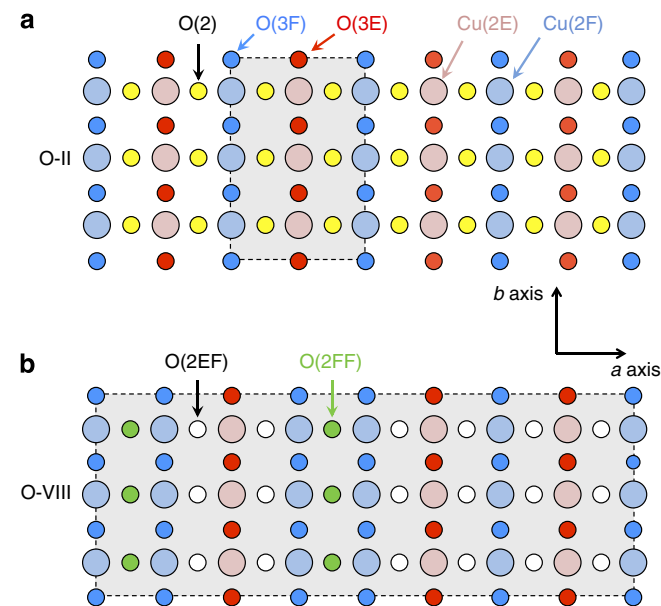 a
O(2) O(3F) O(3E) Cu(2E) Cu(2F)
O-II
b axis
a axis
b
O(2EF) O(2FF)
O-VIII